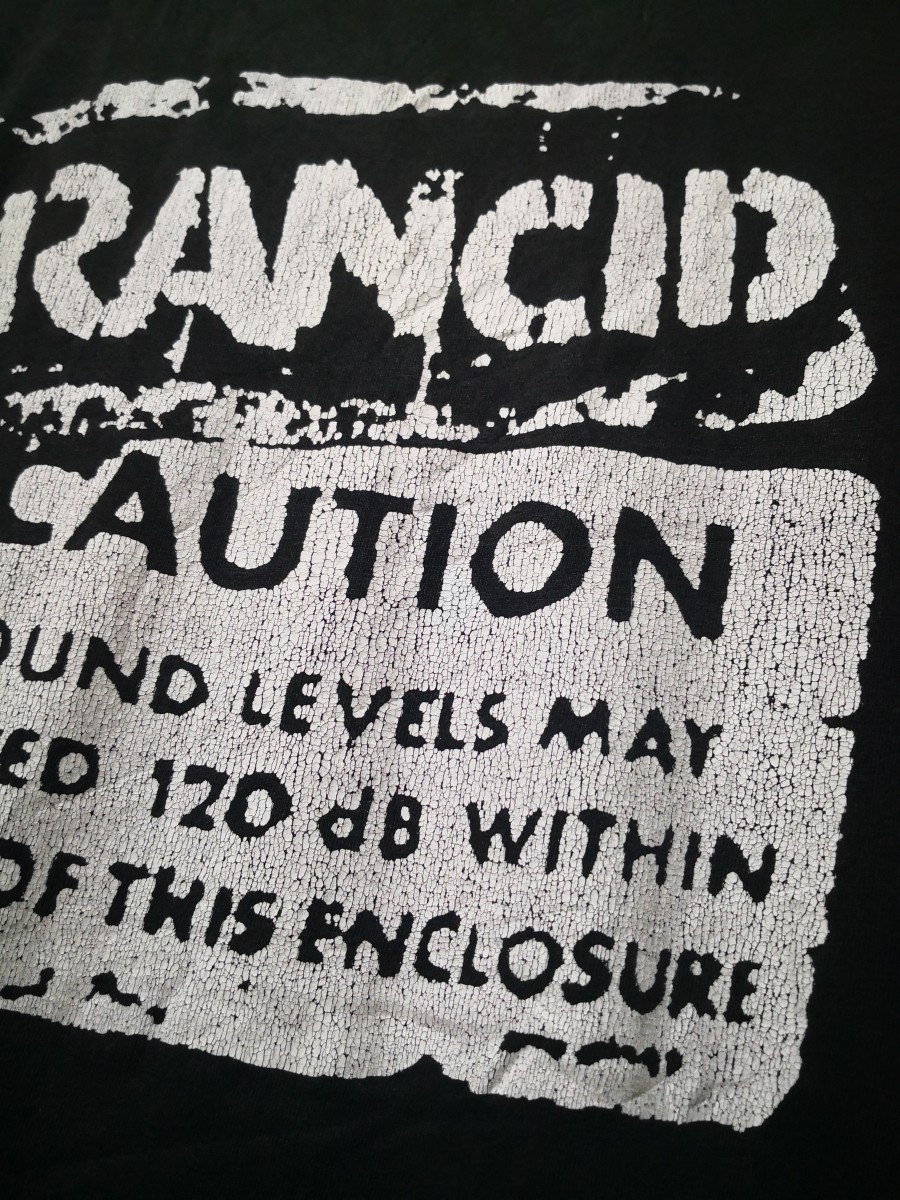 RANCID
CAUTION
OUND LEVELS MAY
ED 120 dB WITHIN
OF THIS ENCLOSURE